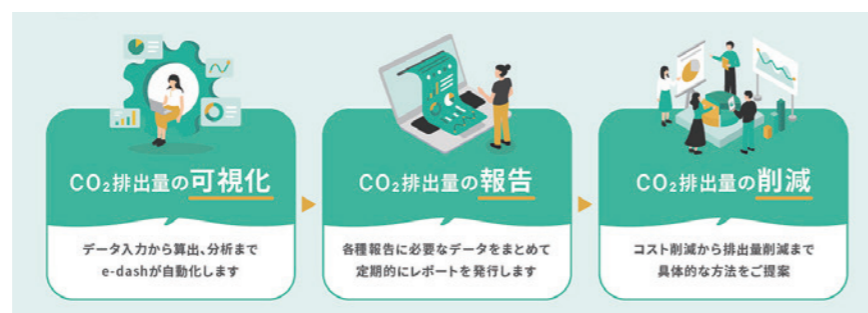 CO₂排出量の可視化
データ入力から算出、分析まで
e-dashが自動化します
CO₂排出量の報告
各種報告に必要なデータをまとめて
定期的にレポートを発行します
CO₂排出量の削減
コスト削減から排出量削減まで
具体的な方法をご提案